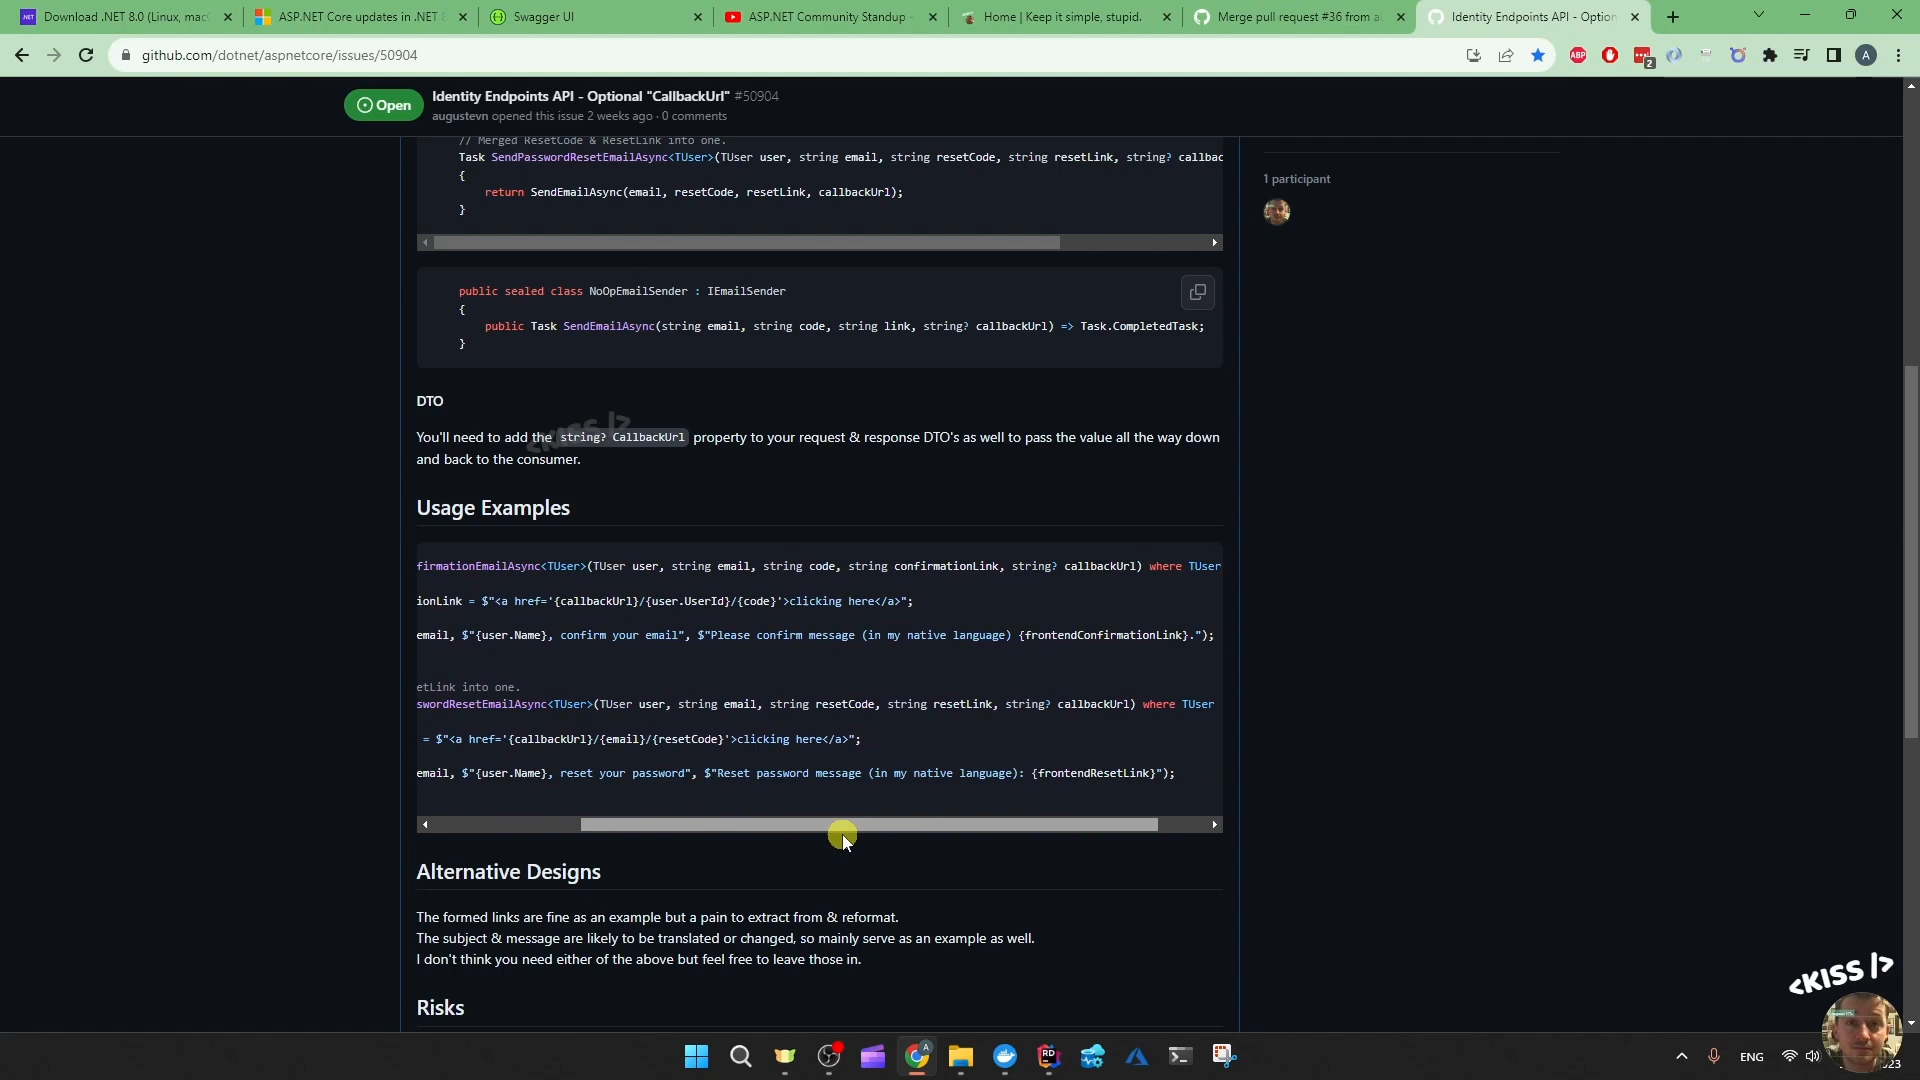 Download .NET 8.0 (Linux, mac
ASP.NET Core updates in .NET 8
Swagger UI
ASP.NET Community Standup -
Home | Keep it simple, stupid.
Merge pull request #36 from a
Identity Endpoints API - Option
github.com/dotnet/aspnetcore/issues/50904
ABP
2
A
Open
Identity Endpoints API - Optional "CallbackUrl" #50904
augustevn opened this issue 2 weeks ago · 0 comments
// Merged ResetCode & ResetLink into one.
Task SendPasswordResetEmailAsync<TUser>(TUser user, string email, string resetCode, string resetLink, string? callbac
{
return SendEmailAsync(email, resetCode, resetLink, callbackUrl);
}
1 participant
public sealed class NoOpEmailSender : IEmailSender
{
public Task SendEmailAsync(string email, string code, string link, string? callbackUrl) => Task.CompletedTask;
}
DTO
You'll need to add the string? CallbackUrl property to your request & response DTO's as well to pass the value all the way down
and back to the consumer.
Usage Examples
firmationEmailAsync<TUser>(TUser user, string email, string code, string confirmationLink, string? callbackUrl) where TUser
ionLink = $"<a href='{callbackUrl}/{user.UserId}/{code}'>clicking here</a>";
email, $"{user.Name}, confirm your email", $"Please confirm message (in my native language) {frontendConfirmationLink}.");
etLink into one.
swordResetEmailAsync<TUser>(TUser user, string email, string resetCode, string resetLink, string? callbackUrl) where TUser
= $"<a href='{callbackUrl}/{email}/{resetCode}'>clicking here</a>";
email, $"{user.Name}, reset your password", $"Reset password message (in my native language): {frontendResetLink}");
Alternative Designs
The formed links are fine as an example but a pain to extract from & reformat.
The subject & message are likely to be translated or changed, so mainly serve as an example as well.
I don't think you need either of the above but feel free to leave those in.
Risks
<KISS />
ENG